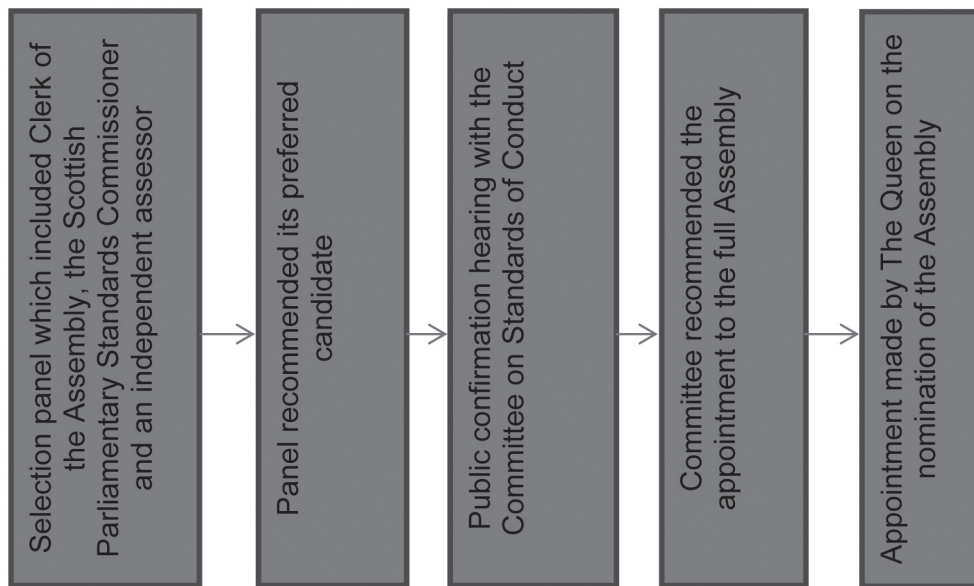 Selection panel which included Clerk of
the Assembly, the Scottish
Parliamentary Standards Commissioner
and an independent assessor
Panel recommended its preferred
candidate
Public confirmation hearing with the
Committee on Standards of Conduct
Committee recommended the
appointment to the full Assembly
Appointment made by The Queen on the
nomination of the Assembly